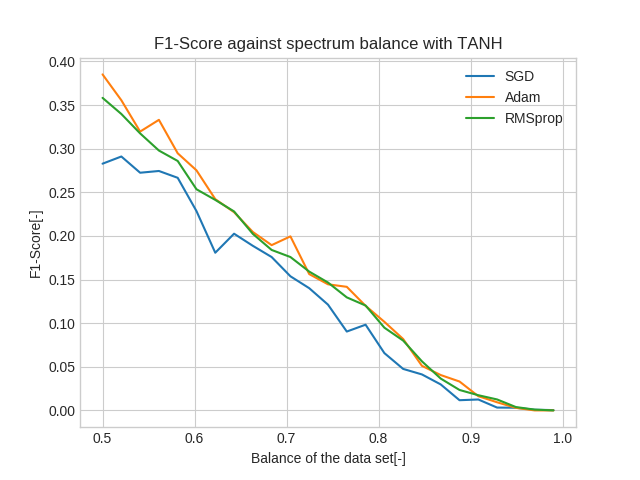 F1-Score against spectrum balance with TANH
SGD
Adam
RMSprop
0.40
0.35
0.30
0.25
0.20
0.15
0.10
0.05
0.00
F1-Score[-]
0.5 0.6 0.7 0.8 0.9 1.0
Balance of the data set[-]